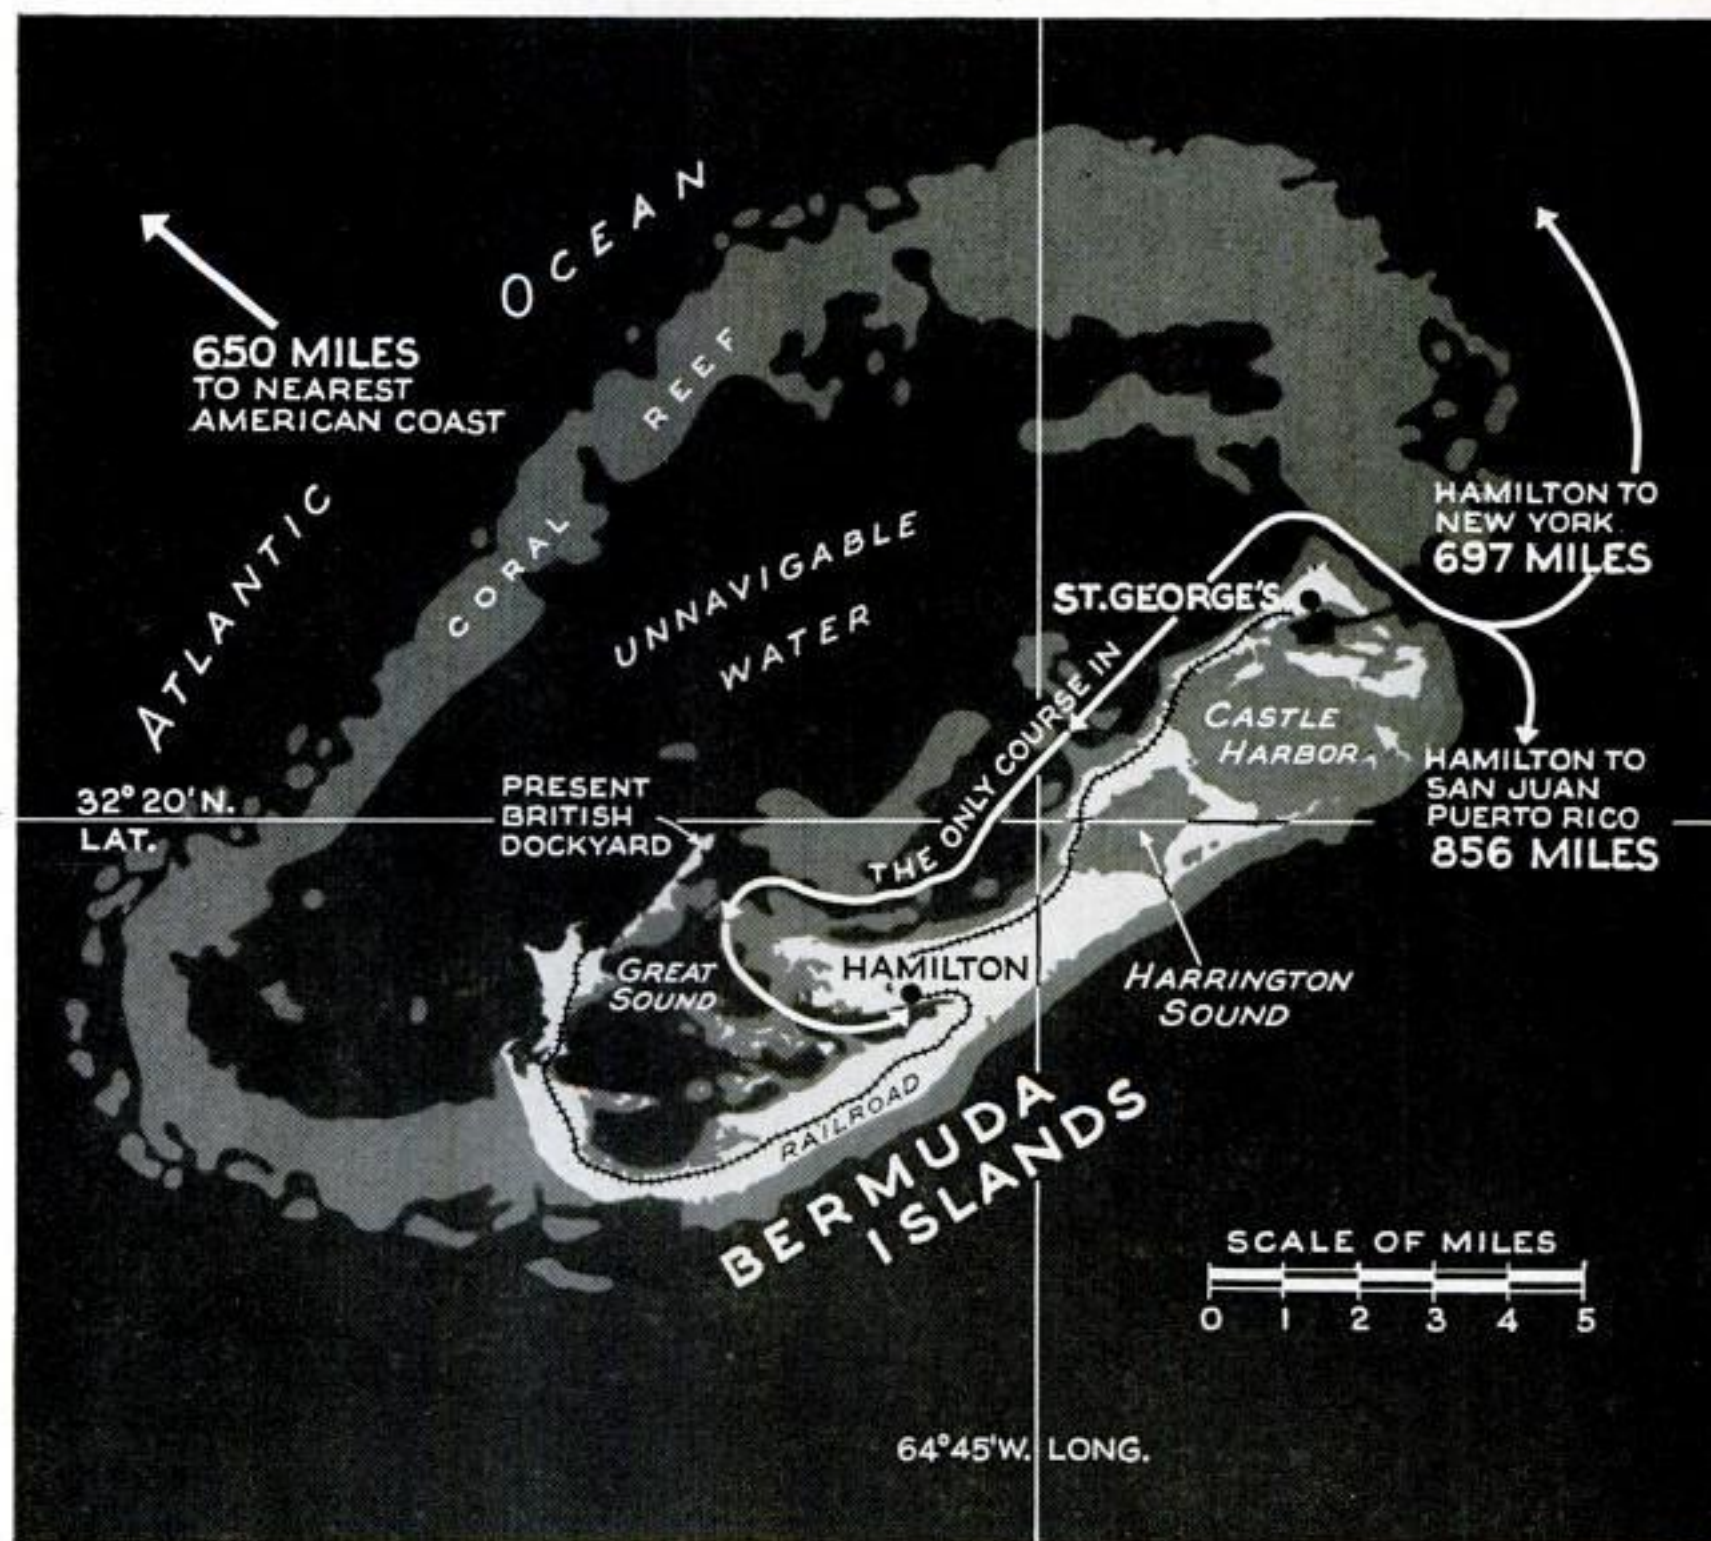 ATLANTIC OCEAN
650 MILES
TO NEAREST
AMERICAN COAST
CORAL REEF
UNNAVIGABLE
WATER
HAMILTON TO
NEW YORK
697 MILES
ST. GEORGE'S
THE ONLY COURSE IN
CASTLE
HARBOR
HAMILTON TO
SAN JUAN
PUERTO RICO
856 MILES
32° 20' N.
LAT.
PRESENT
BRITISH
DOCKYARD
GREAT
SOUND
HAMILTON
HARRINGTON
SOUND
RAILROAD
BERMUDA
ISLANDS
SCALE OF MILES
0 1 2 3 4 5
64° 45' W. LONG.